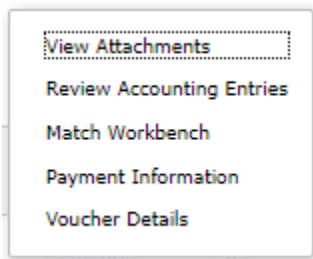 View Attachments
Review Accounting Entries
Match Workbench
Payment Information
Voucher Details